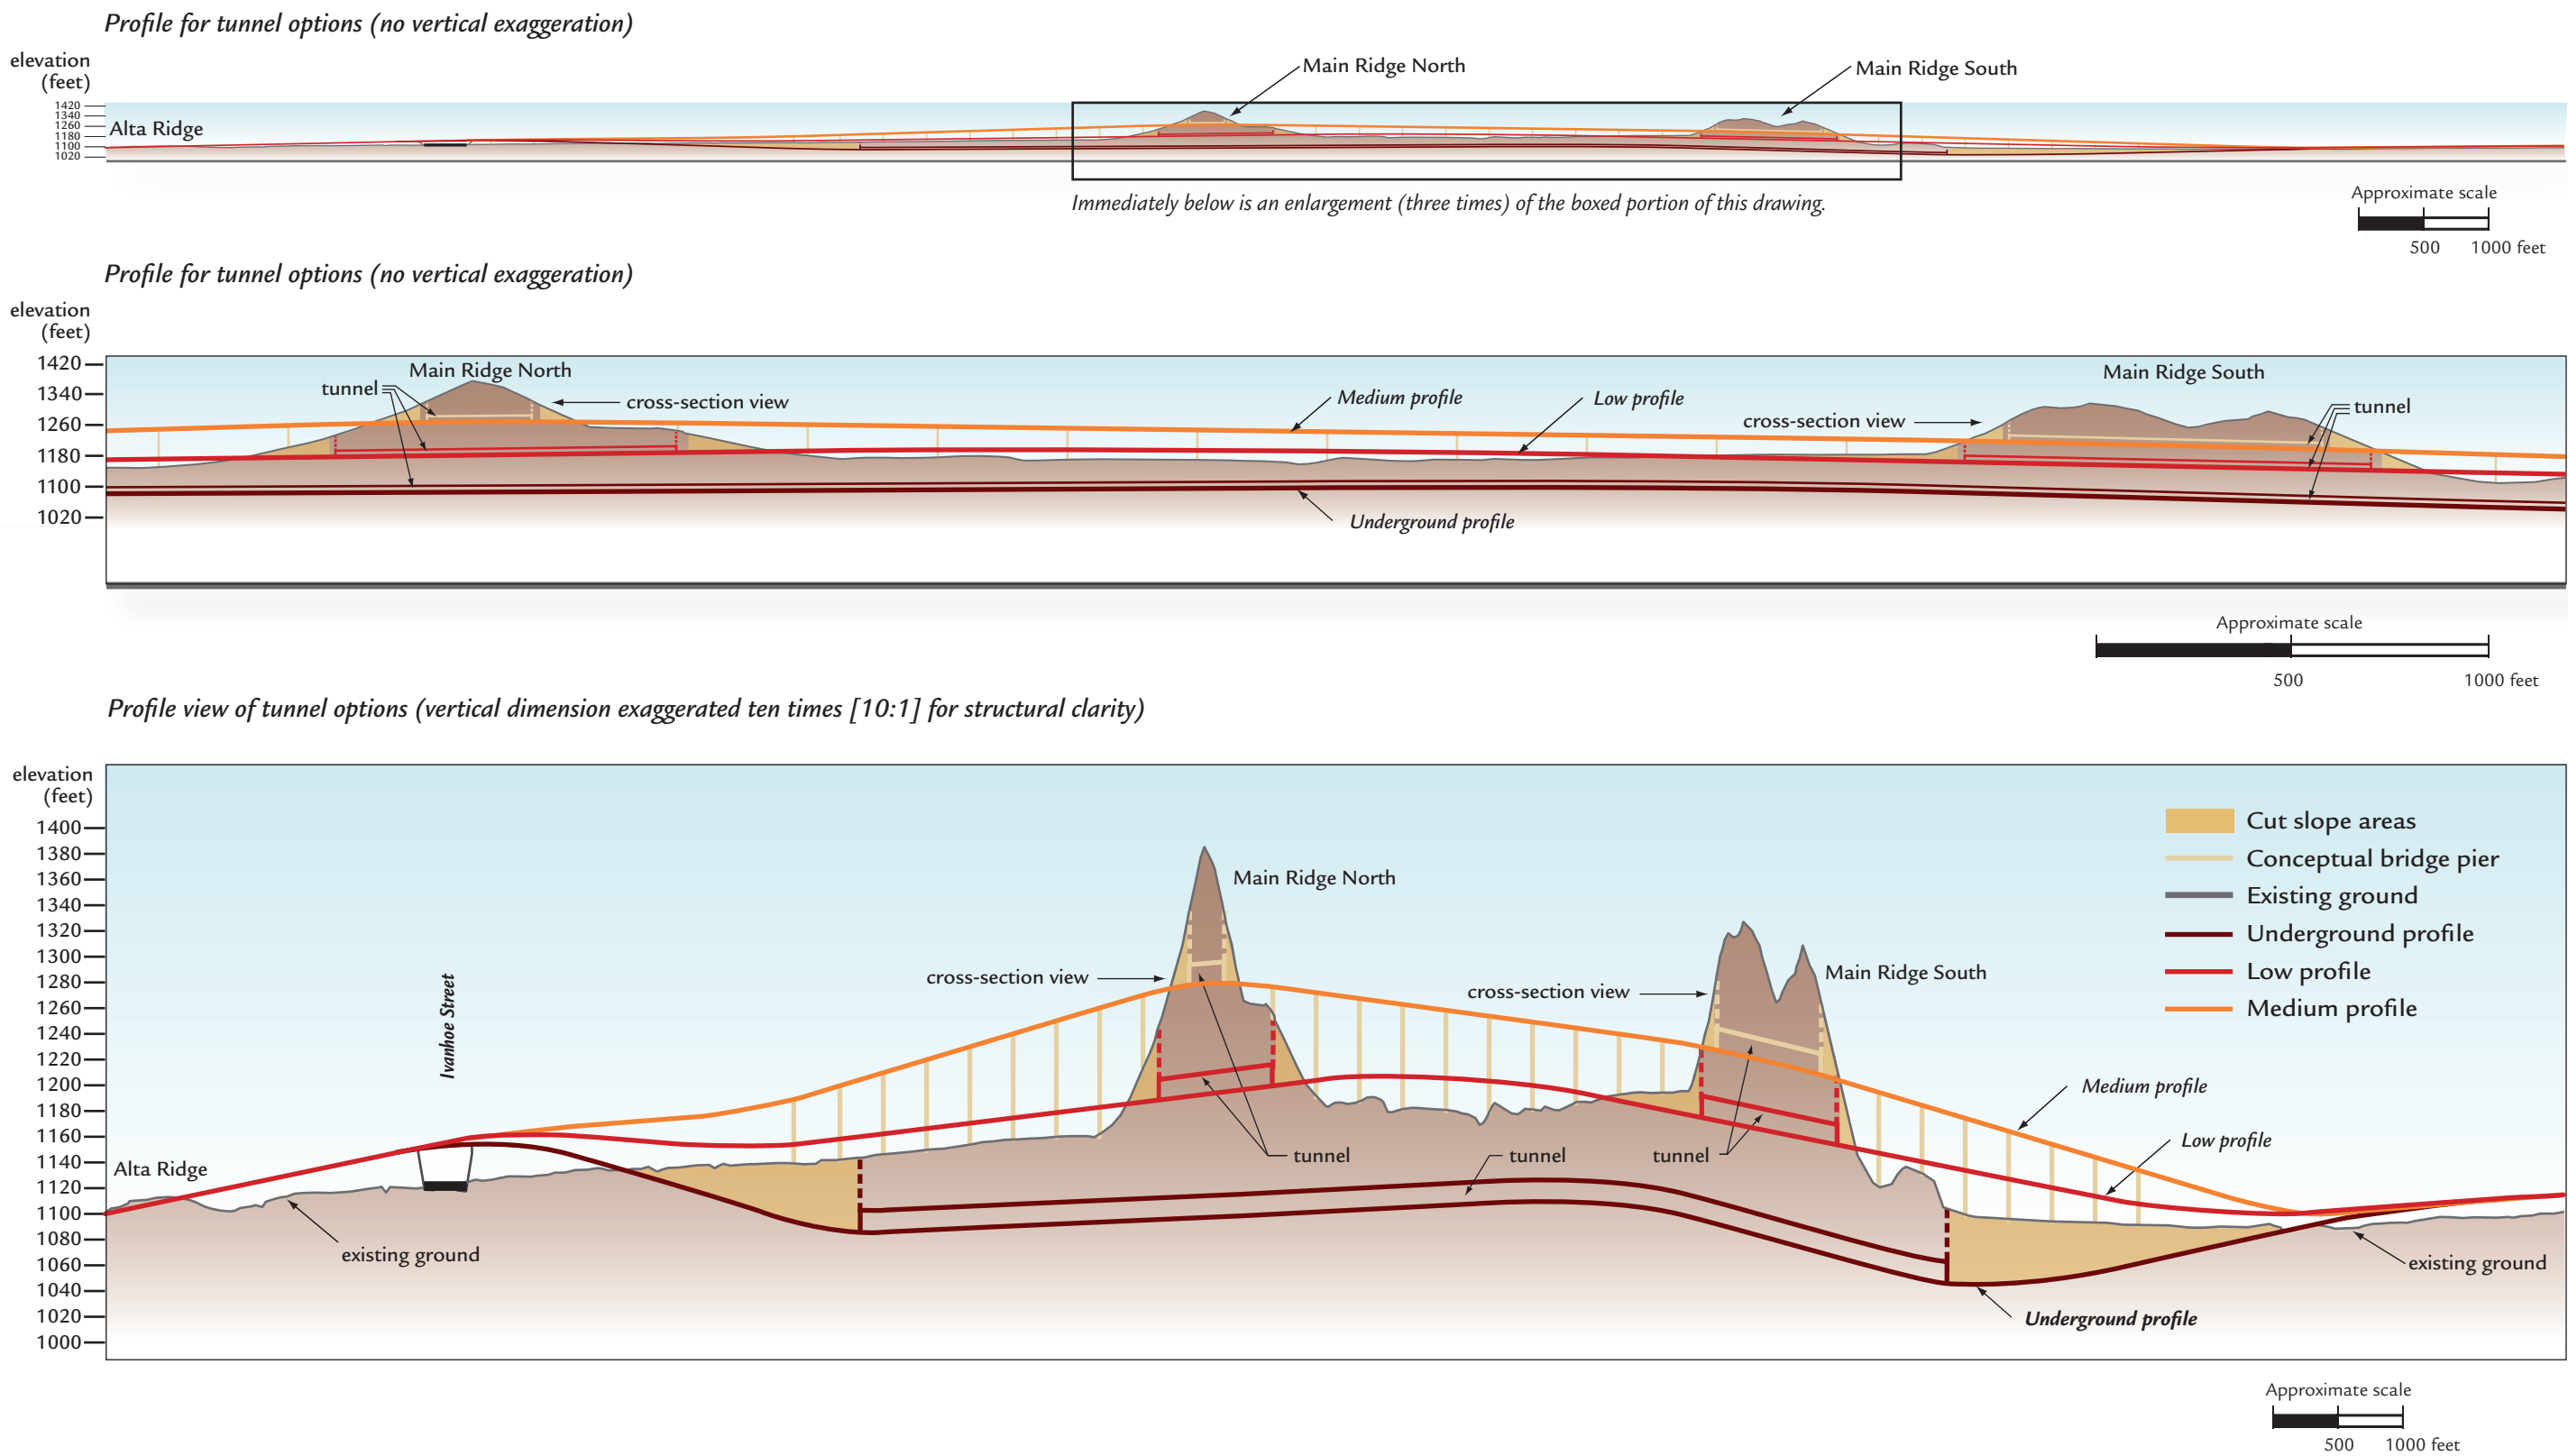 Profile for tunnel options (no vertical exaggeration)
elevation
(feet)
Main Ridge North
Main Ridge South
1420
1340
1260
1180
1100
1020
Alta Ridge
Immediately below is an enlargement (three times) of the boxed portion of this drawing.
Approximate scale
500 1000 feet
Profile for tunnel options (no vertical exaggeration)
elevation
(feet)
1420
1340
1260
1180
1100
1020
Main Ridge North
tunnel
cross-section view
Medium profile
Low profile
cross-section view
Main Ridge South
tunnel
Underground profile
Approximate scale
500 1000 feet
Profile view of tunnel options (vertical dimension exaggerated ten times [10:1] for structural clarity)
elevation
(feet)
1400
1380
1360
1340
1320
1300
1280
1260
1240
1220
1200
1180
1160
1140
1120
1100
1080
1060
1040
1020
1000
Cut slope areas
Conceptual bridge pier
Existing ground
Underground profile
Low profile
Medium profile
Main Ridge North
cross-section view
Main Ridge South
cross-section view
Ivanhoe Street
Medium profile
Low profile
Alta Ridge
tunnel
tunnel
tunnel
existing ground
existing ground
Underground profile
Approximate scale
500 1000 feet